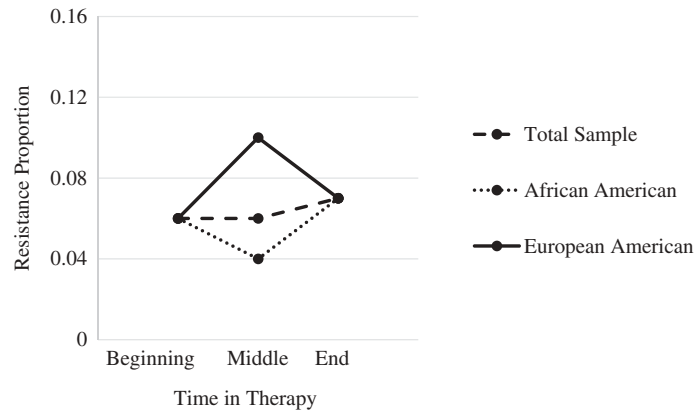 0.16
0.12
0.08
0.04
0
Resistance Proportion
Beginning Middle End
Time in Therapy
Total Sample
African American
European American